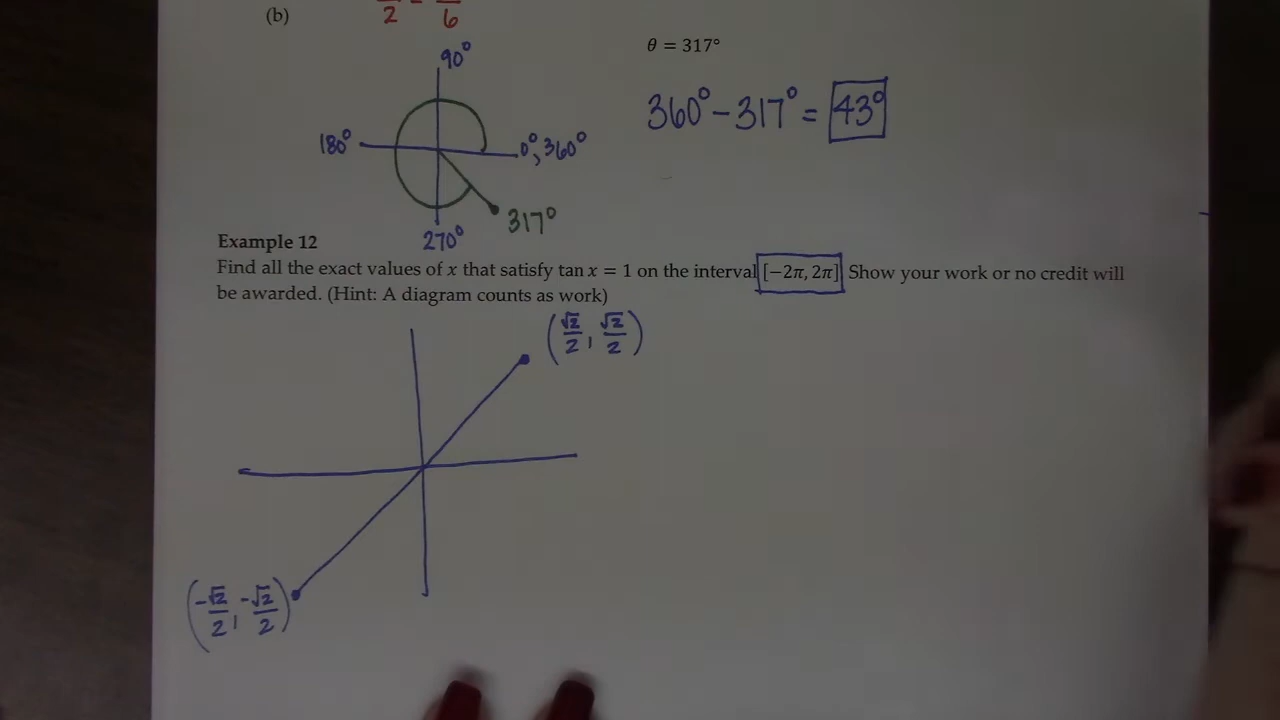 (b)
2 - 6
90°
θ = 317°
360° - 317° = 43°
180°
0°, 360°
317°
270°
Example 12
Find all the exact values of x that satisfy tan x = 1 on the interval [−2π, 2π]. Show your work or no credit will
be awarded. (Hint: A diagram counts as work)
(√2/2, √2/2)
(-√2/2, -√2/2)